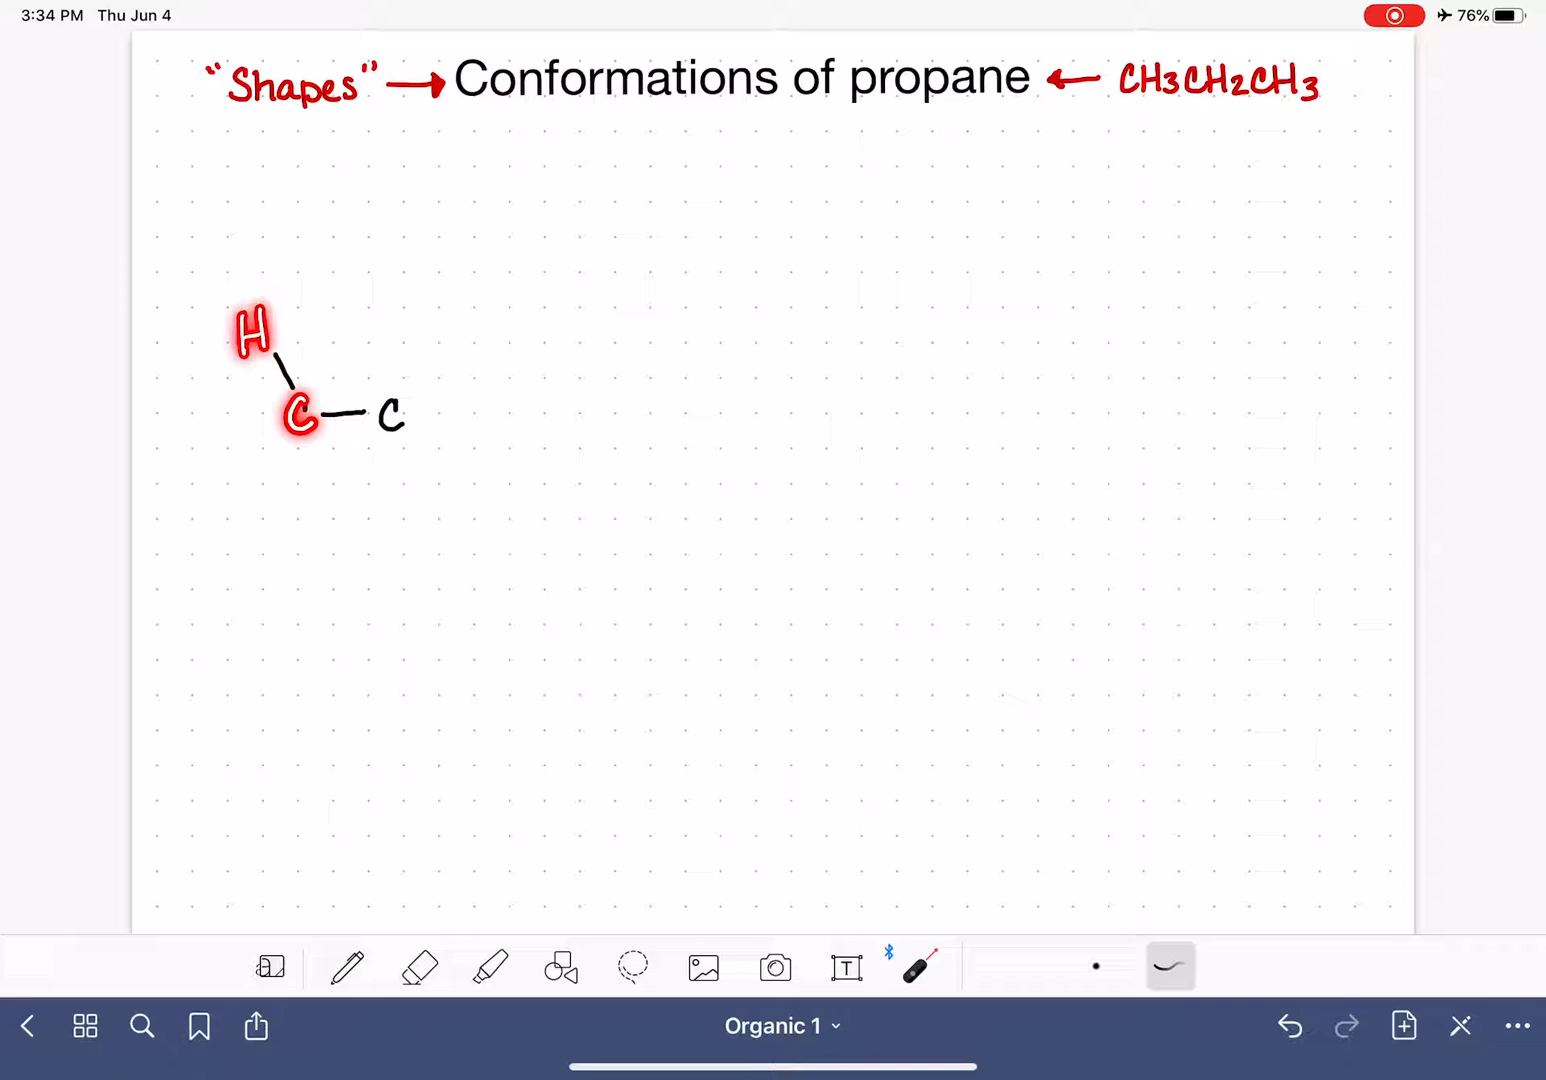 3:34 PM Thu Jun 4
76%
"Shapes" → Conformations of propane ← CH3CH2CH3
H
C — C
T
Organic 1